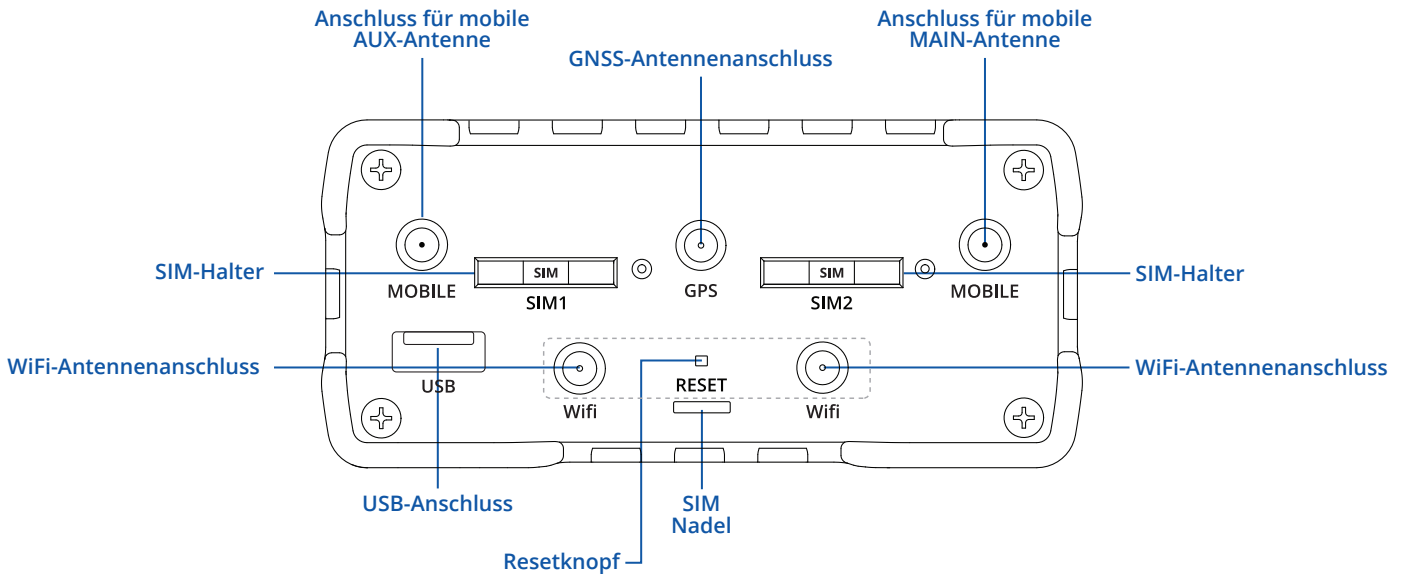 Anschluss für mobile
AUX-Antenne
Anschluss für mobile
MAIN-Antenne
GNSS-Antennenanschluss
SIM-Halter
SIM
SIM
SIM-Halter
MOBILE
SIM1
GPS
SIM2
MOBILE
WiFi-Antennenanschluss
USB
RESET
WiFi-Antennenanschluss
Wifi
Wifi
USB-Anschluss
SIM
Nadel
Resetknopf